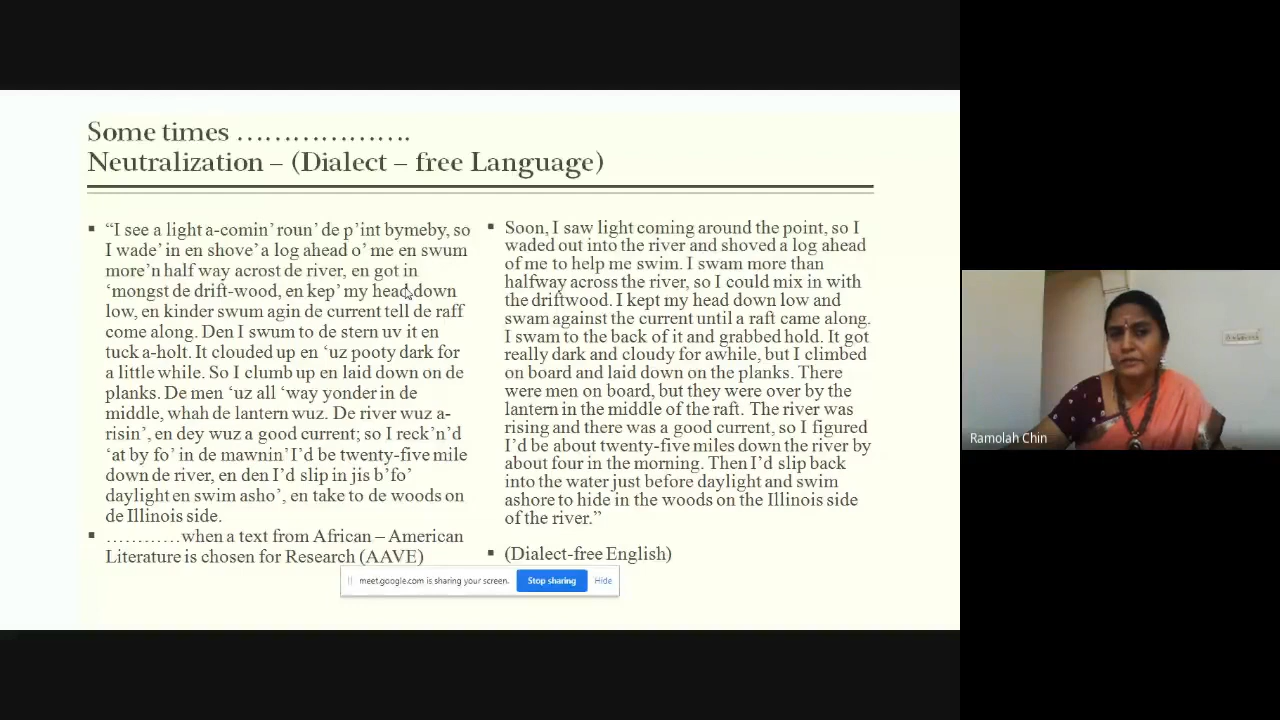 Some times ……………….
Neutralization – (Dialect – free Language)
▪ “I see a light a-comin’ roun’ de p’int bymeby, so
I wade’ in en shove’ a log ahead o’ me en swum
more’n half way acrost de river, en got in
‘mongst de drift-wood, en kep’ my head down
low, en kinder swum agin de current tell de raff
come along. Den I swum to de stern uv it en
tuck a-holt. It clouded up en ‘uz pooty dark for
a little while. So I clumb up en laid down on de
planks. De men ‘uz all ‘way yonder in de
middle, whah de lantern wuz. De river wuz a-
risin’, en dey wuz a good current; so I reck’n’d
‘at by fo’ in de mawnin’ I’d be twenty-five mile
down de river, en den I’d slip in jis b’fo’
daylight en swim asho’, en take to de woods on
de Illinois side.
▪ …………when a text from African – American
Literature is chosen for Research (AAVE)
▪ Soon, I saw light coming around the point, so I
waded out into the river and shoved a log ahead
of me to help me swim. I swam more than
halfway across the river, so I could mix in with
the driftwood. I kept my head down low and
swam against the current until a raft came along.
I swam to the back of it and grabbed hold. It got
really dark and cloudy for awhile, but I climbed
on board and laid down on the planks. There
were men on board, but they were over by the
lantern in the middle of the raft. The river was
rising and there was a good current, so I figured
I’d be about twenty-five miles down the river by
about four in the morning. Then I’d slip back
into the water just before daylight and swim
ashore to hide in the woods on the Illinois side
of the river.”
▪ (Dialect-free English)
meet.google.com is sharing your screen.
Stop sharing
Hide
Ramolah Chin